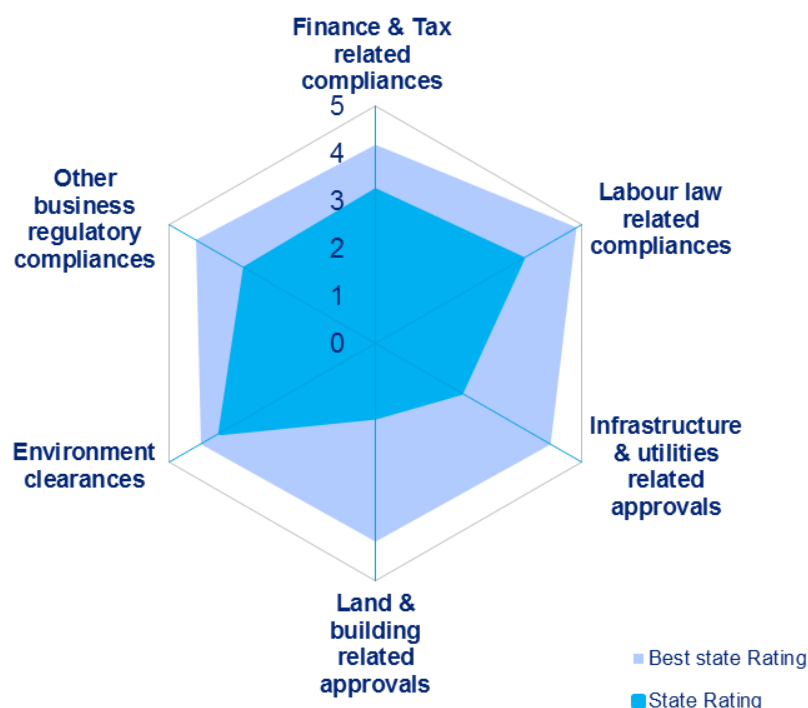 Finance & Tax
related
compliances
5
4
3
2
1
0
Other
business
regulatory
compliances
Labour law
related
compliances
Environment
clearances
Infrastructure
& utilities
related
approvals
Land &
building
related
approvals
Best state Rating
State Rating